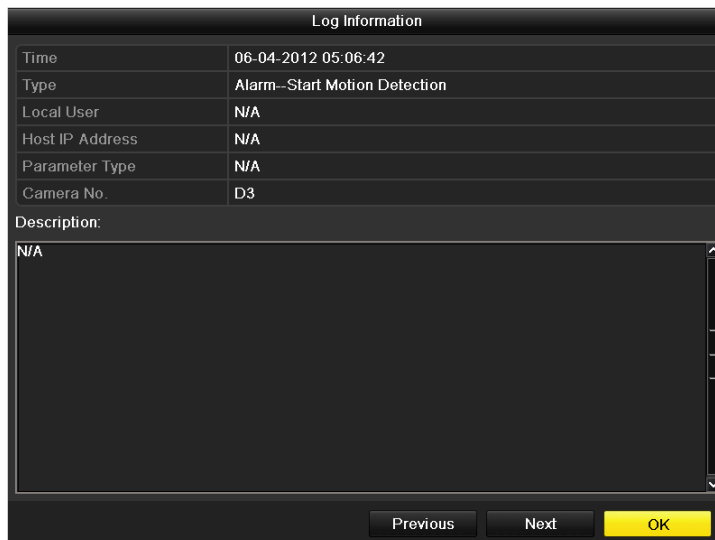 Log Information
Time 06-04-2012 05:06:42
Type Alarm--Start Motion Detection
Local User N/A
Host IP Address N/A
Parameter Type N/A
Camera No. D3
Description:
N/A
Previous Next OK